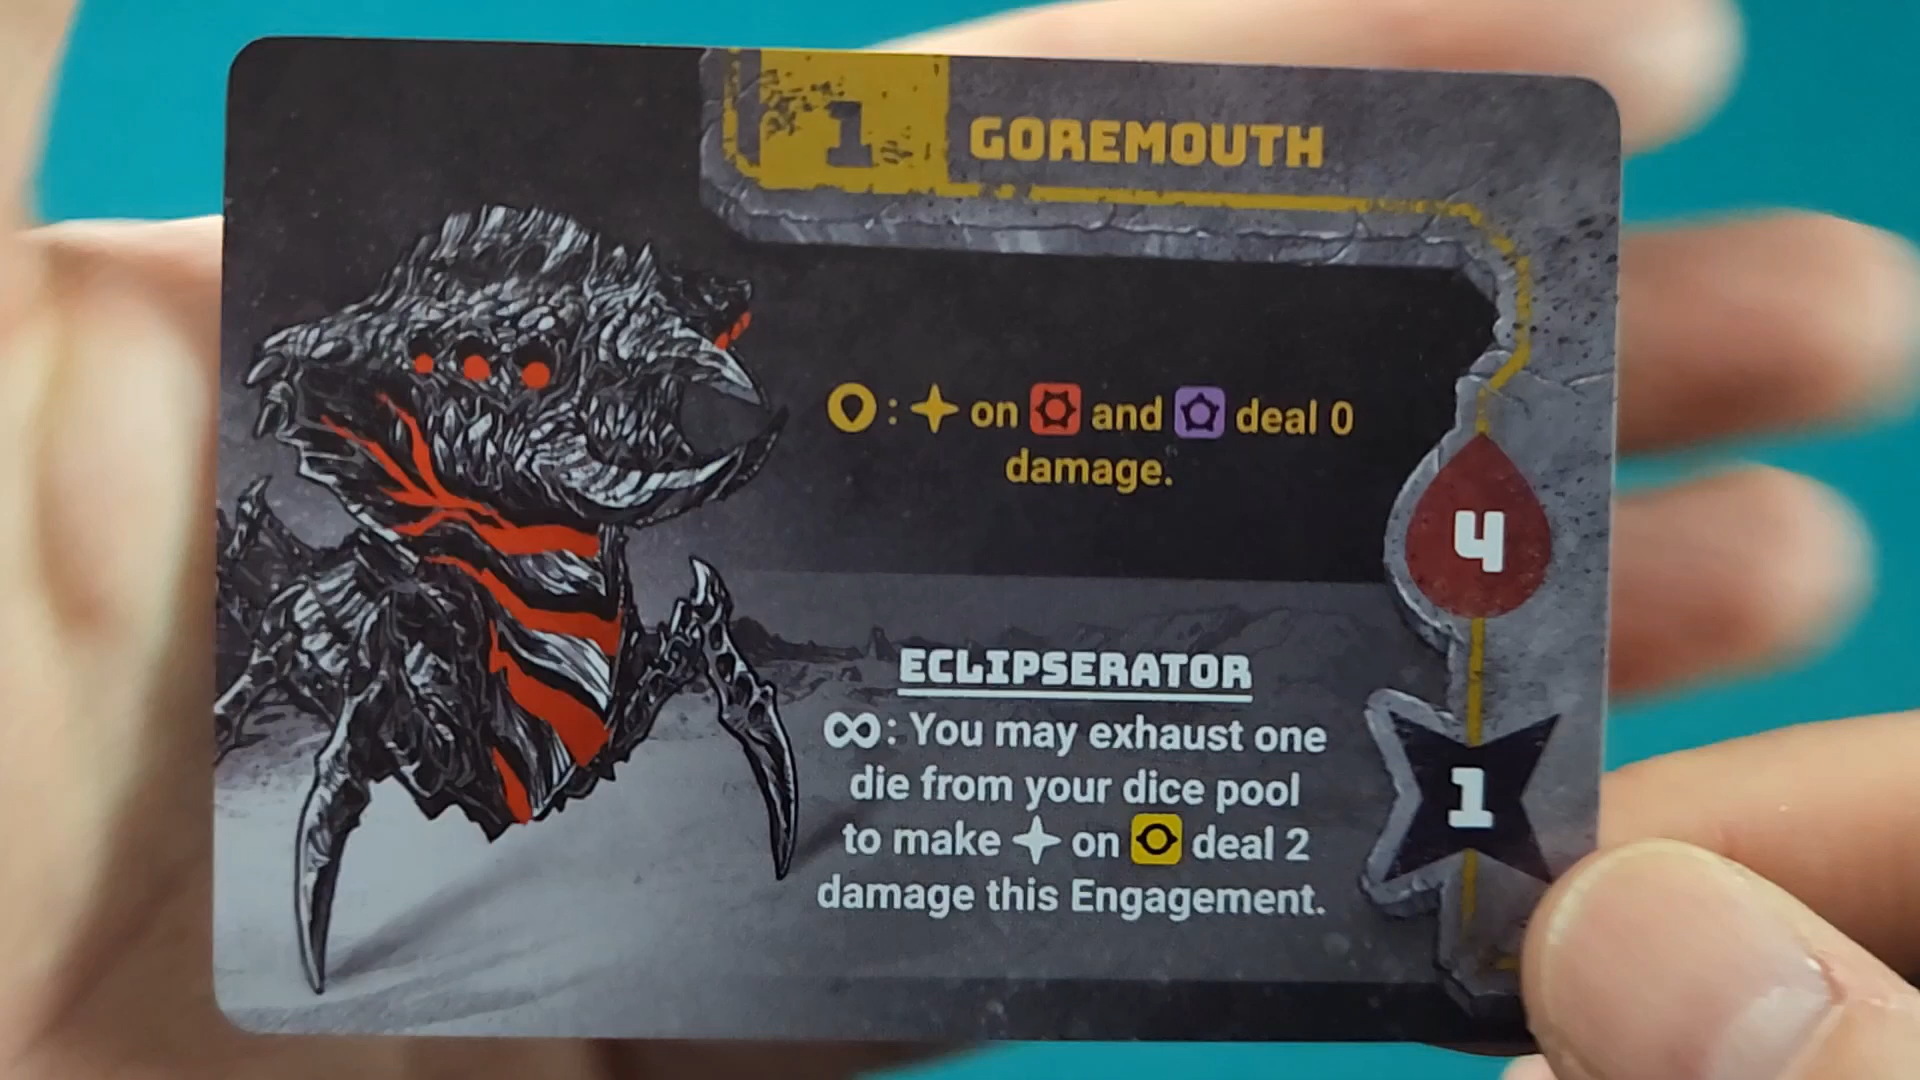 1 GOREMOUTH
: on and deal 0
damage.
4
ECLIPSERATOR
∞: You may exhaust one
die from your dice pool
to make on deal 2
damage this Engagement.
1